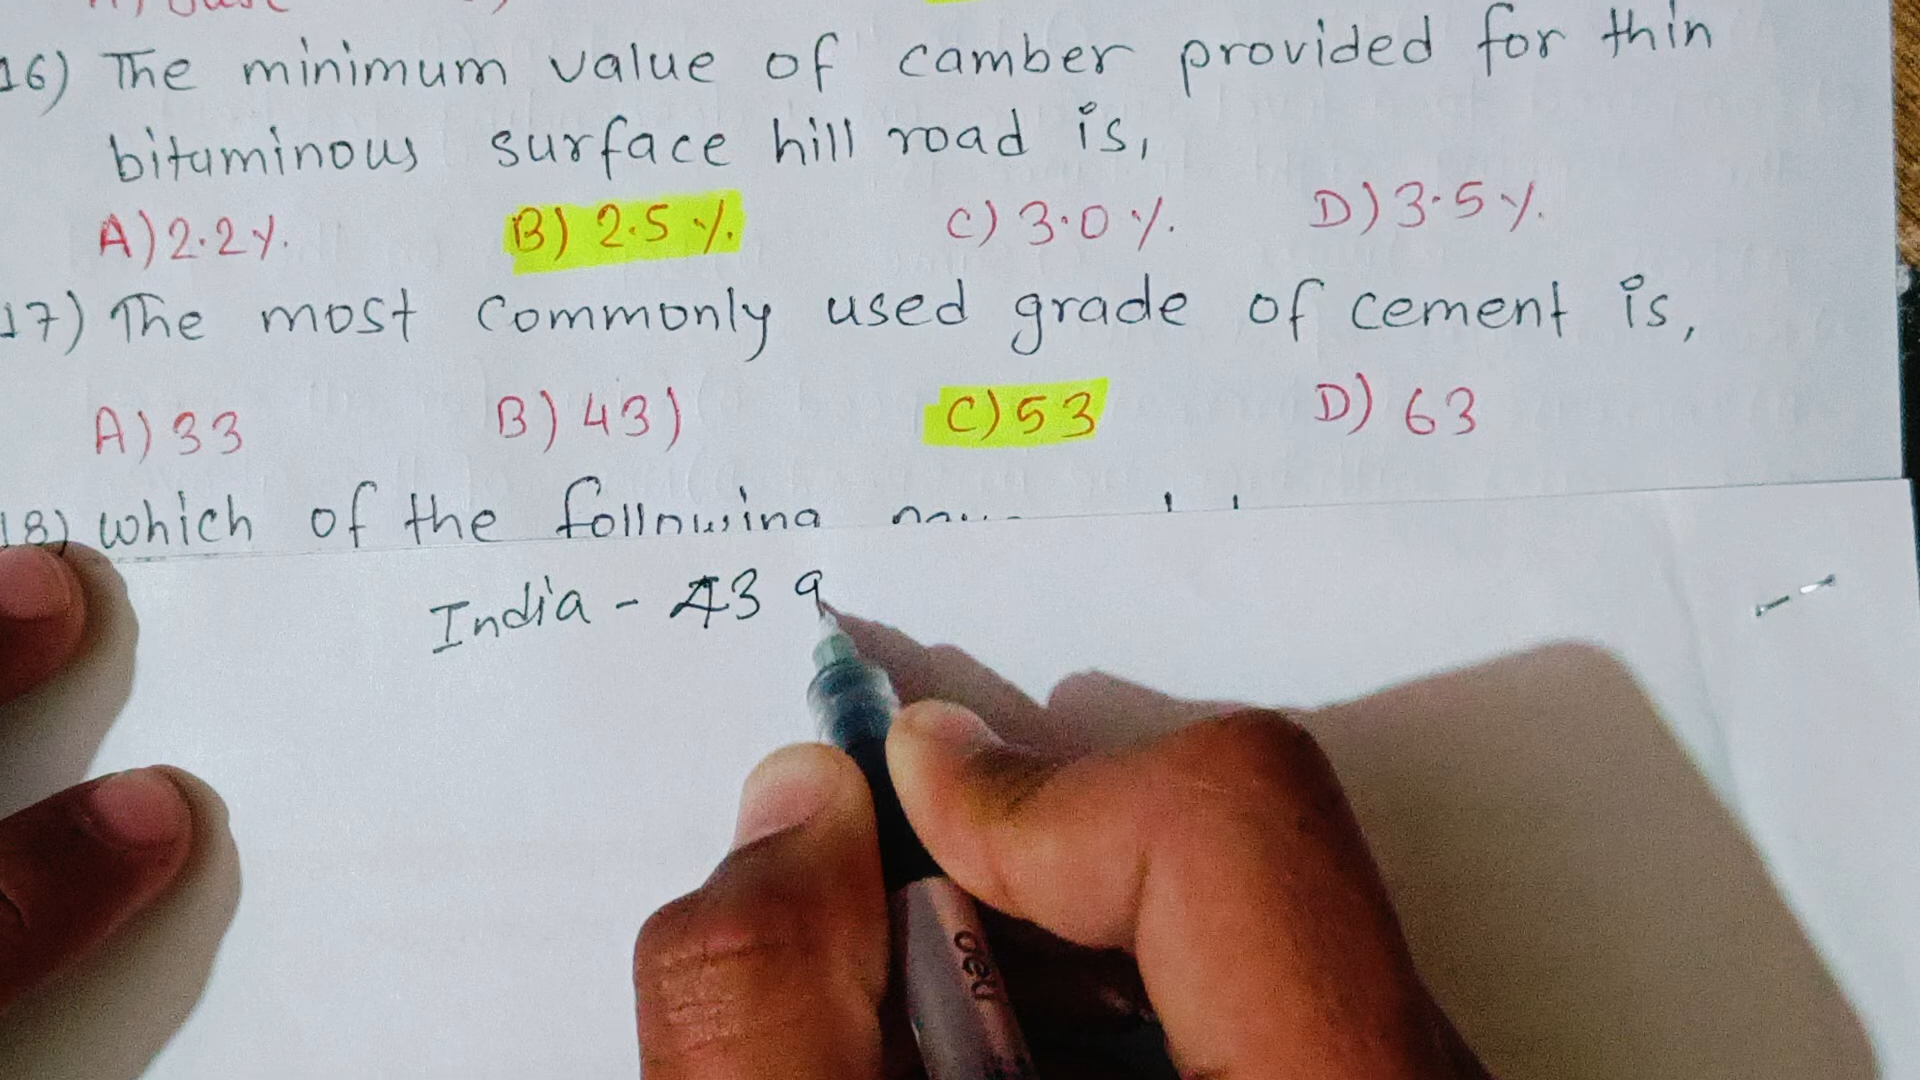 16) The minimum value of camber provided for thin
bituminous surface hill road is,
A) 2.2%. B) 2.5 %. C) 3.0 %. D) 3.5 %.
17) The most commonly used grade of cement is,
A) 33 B) 43) C) 53 D) 63
18) which of the following
India - 43 g